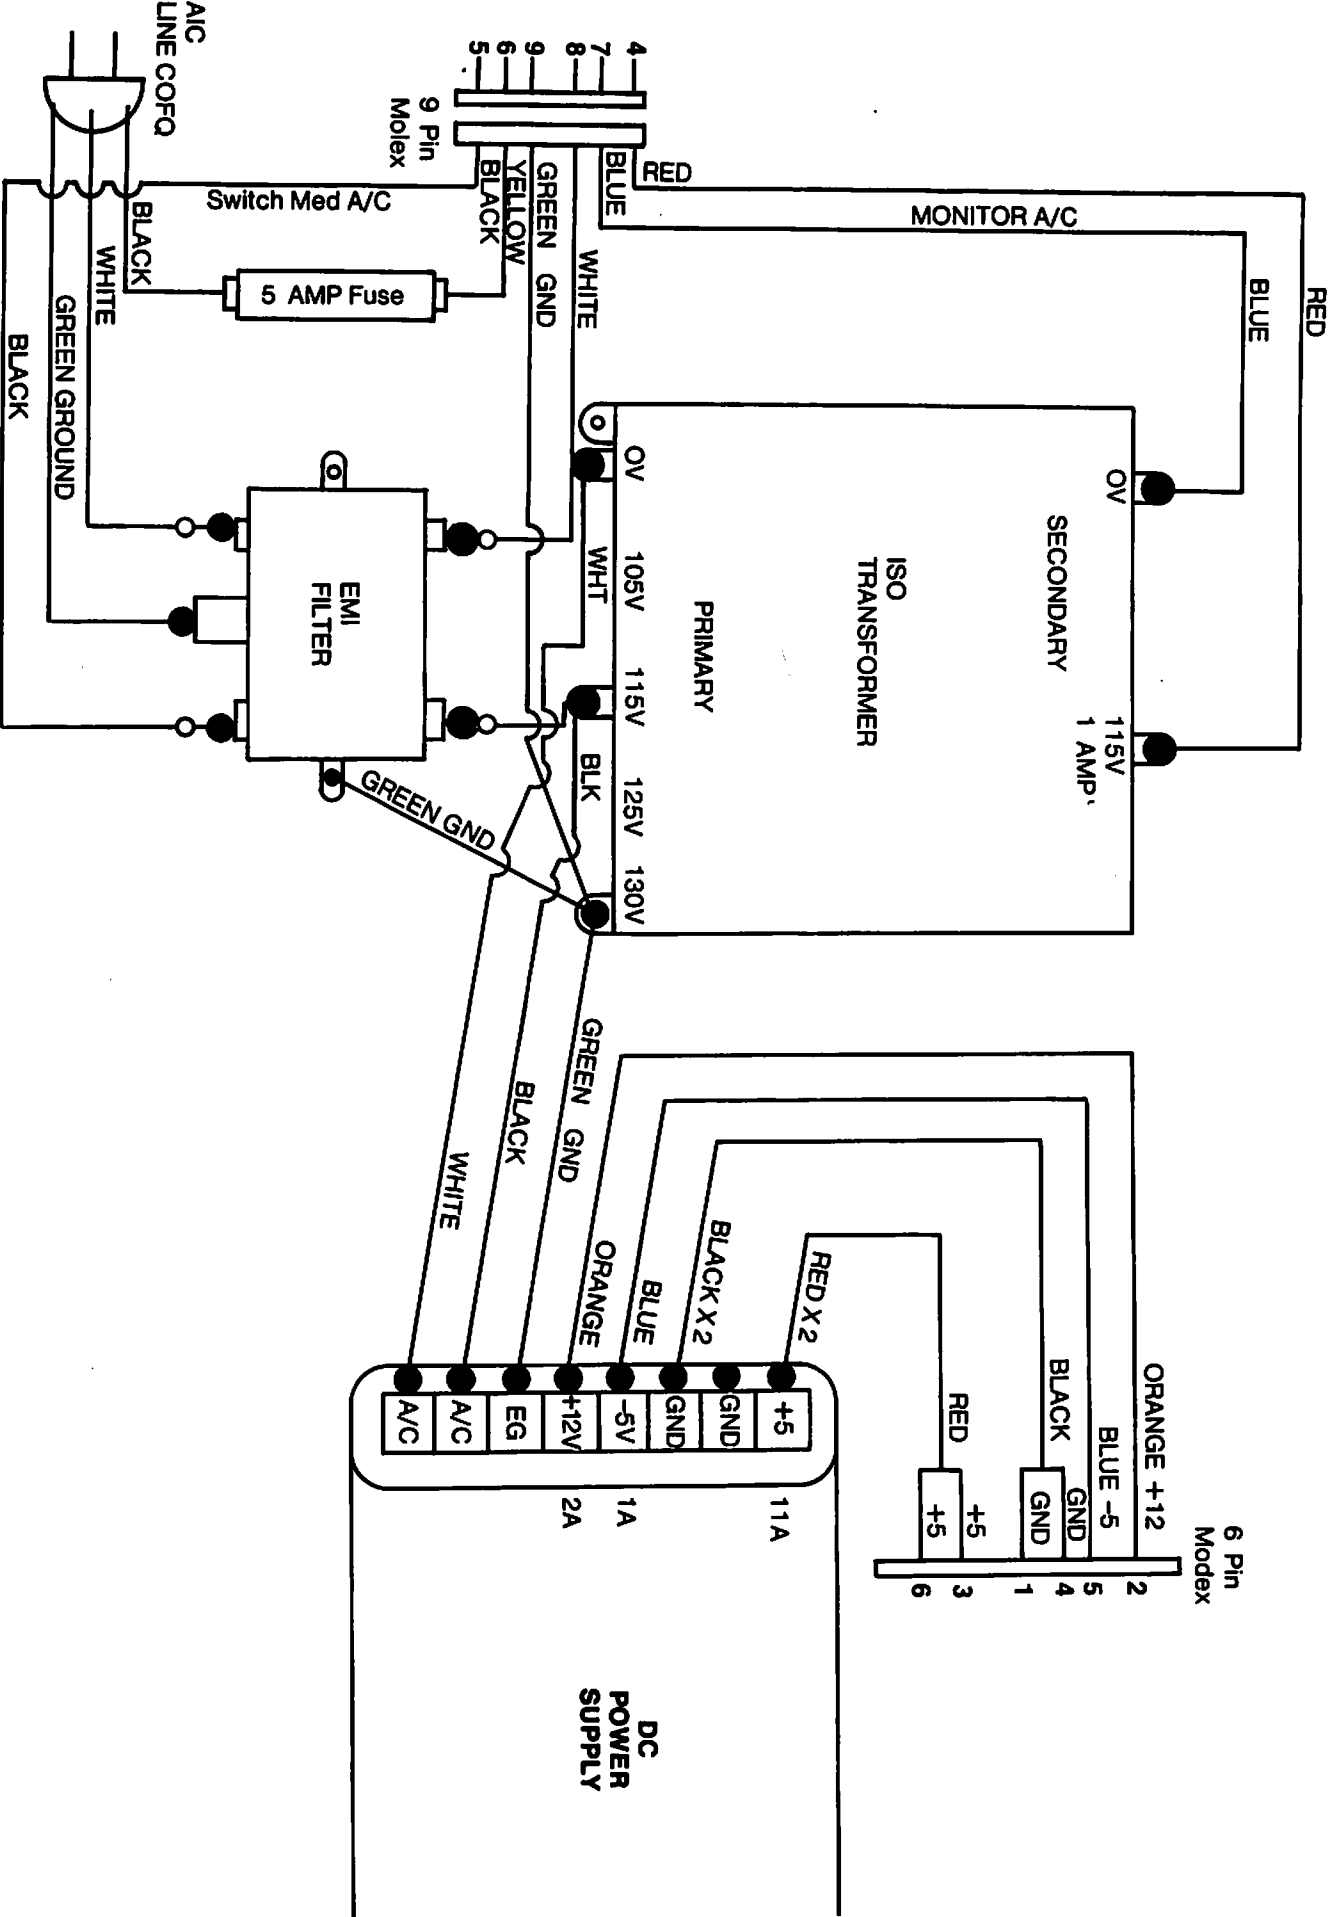 A\C
LINE COFQ
4
7
8
9
6
5
9 Pin
Molex
RED
BLUE
GREEN GND
YELLOW
BLACK
WHITE
Switch Med A/C
MONITOR A/C
BLUE
RED
BLACK
WHITE
GREEN GROUND
BLACK
5 AMP Fuse
EMI
FILTER
GREEN GND
OV
105V
115V
125V
130V
WHT
BLK
PRIMARY
ISO
TRANSFORMER
SECONDARY
OV
115V
1 AMP
GREEN GND
BLACK
WHITE
ORANGE
BLUE
BLACK X 2
RED X 2
A/C
A/C
EG
+12V
-5V
GND
GND
+5
2A
1A
11A
RED
BLACK
BLUE -5
ORANGE +12
+5
+5
GND
GND
6 Pin
Modex
6
3
1
4
5
2
DC
POWER
SUPPLY